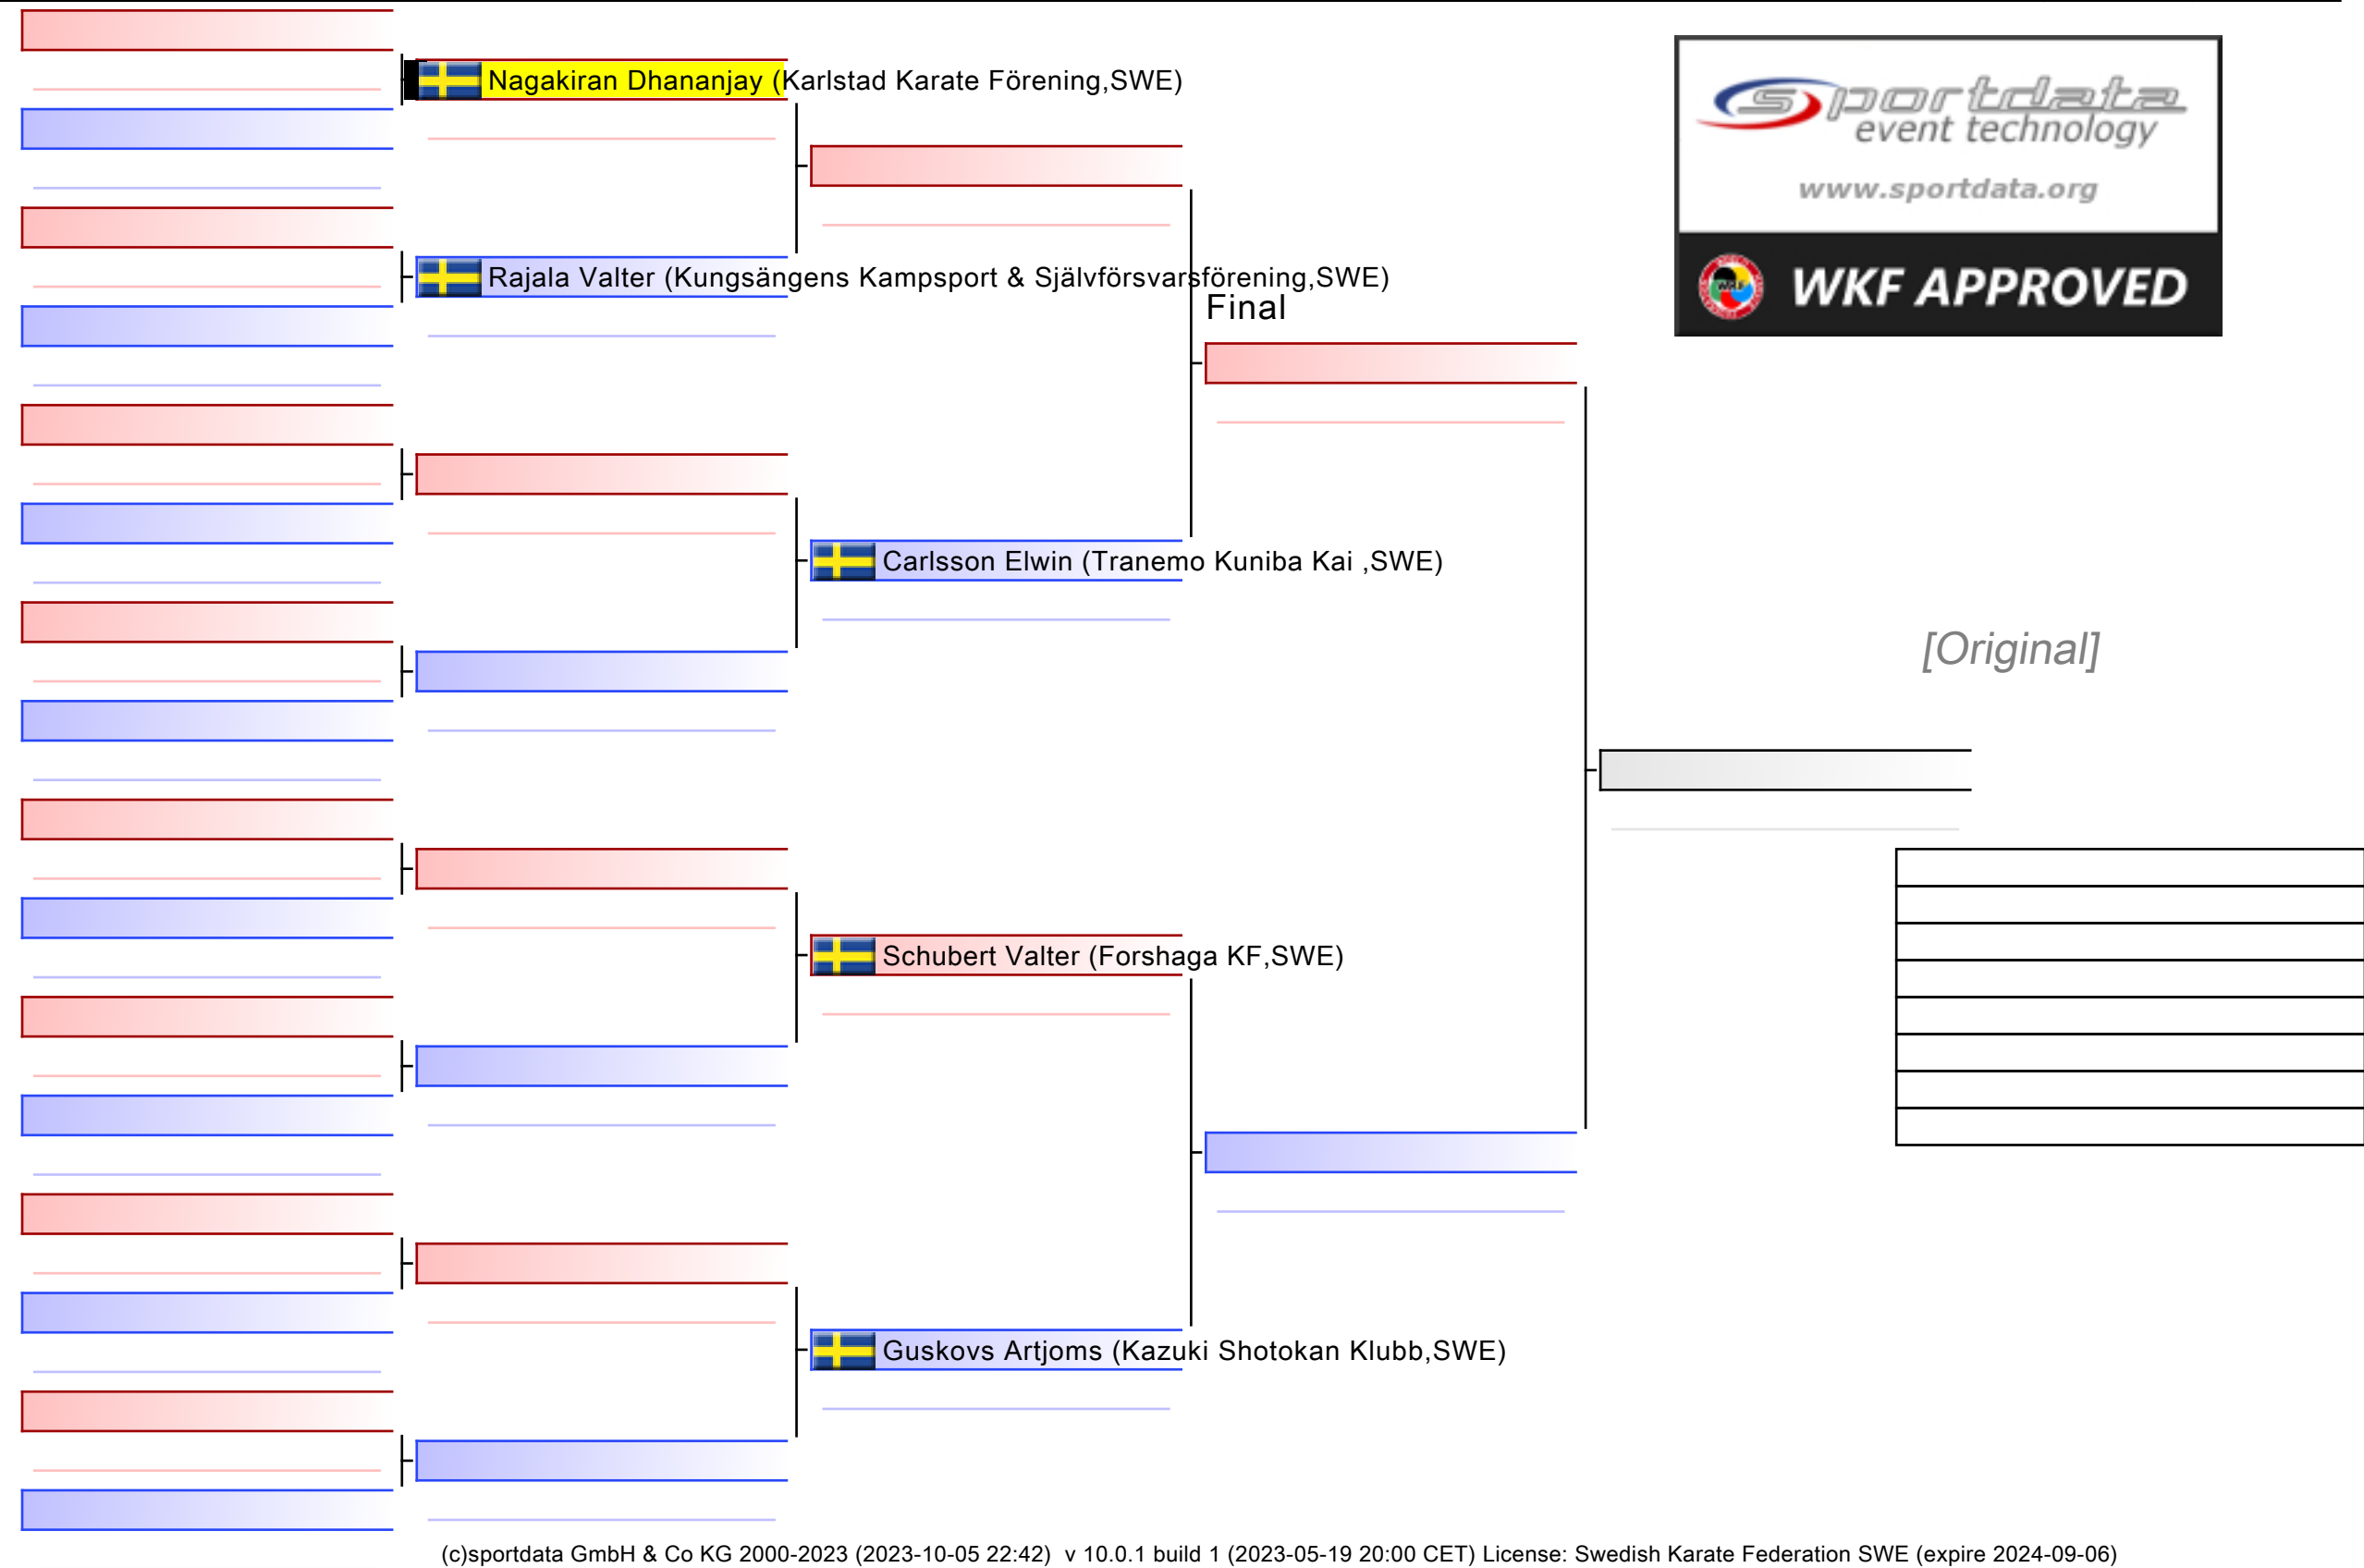 Nagakiran Dhananjay (Karlstad Karate Förening,SWE)
Rajala Valter (Kungsängens Kampsport & Självförsvarsförening,SWE)
Final
Carlsson Elwin (Tranemo Kuniba Kai ,SWE)
Schubert Valter (Forshaga KF,SWE)
Guskovs Artjoms (Kazuki Shotokan Klubb,SWE)
sportdata
event technology
www.sportdata.org
WKF APPROVED
[Original]
(c)sportdata GmbH & Co KG 2000-2023 (2023-10-05 22:42)  v 10.0.1 build 1 (2023-05-19 20:00 CET) License: Swedish Karate Federation SWE (expire 2024-09-06)